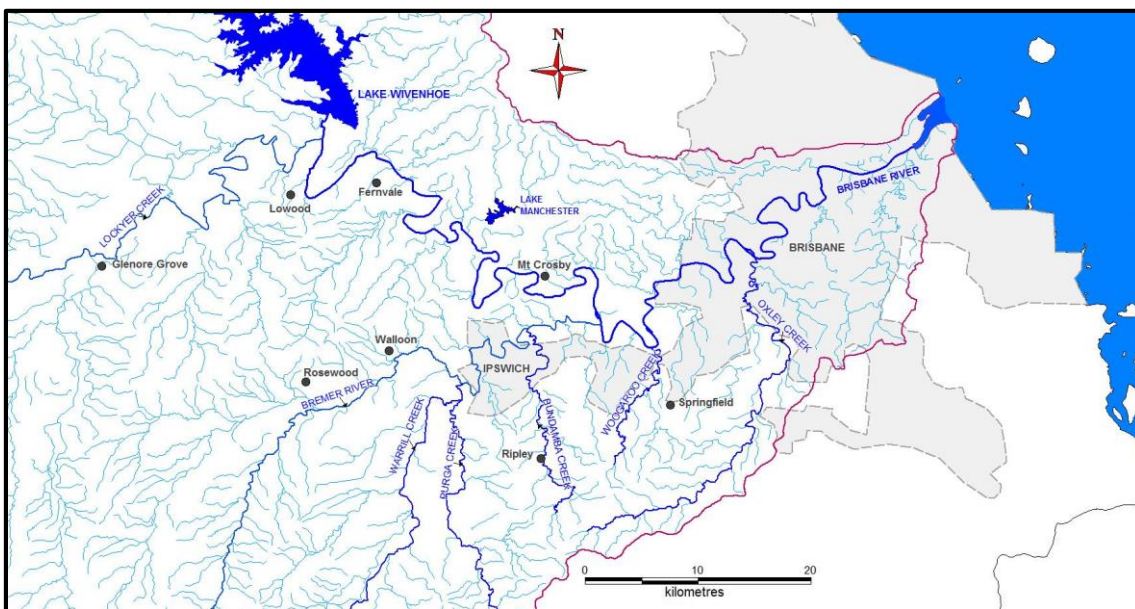 N
LAKE WIVENHOE
Fernvale
Lowood
LAKE
MANCHESTER
BRISBANE RIVER
LOCKYER CREEK
Glenore Grove
Mt Crosby
BRISBANE
OXLEY CREEK
Walloon
IPSWICH
Rosewood
BREMER RIVER
WOOGAROO CREEK
Springfield
WARRILL CREEK
PURGA CREEK
BUNDAMBA CREEK
Ripley
0 10 20
kilometres